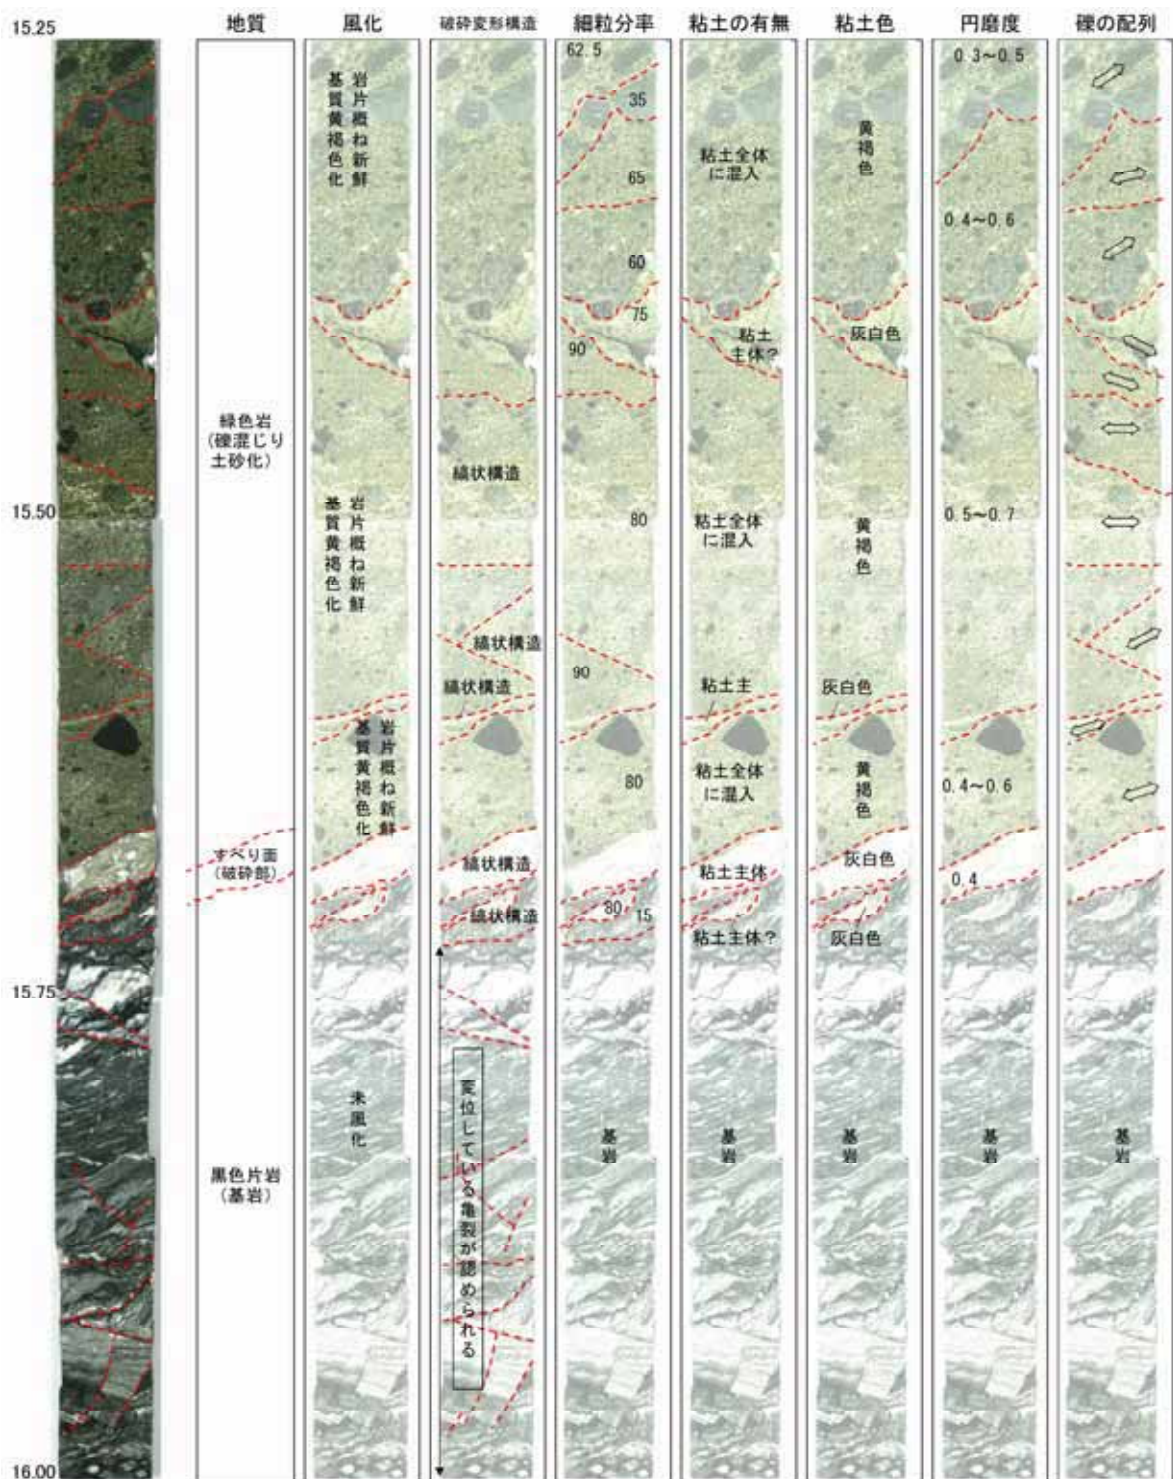 地質
風化
破砕変形構造
細粒分率
粘土の有無
粘土色
円磨度
礫の配列
15.25
15.50
15.75
16.00
緑色岩
(礫混じり
土砂化)
すべり面
(破砕部)
黒色片岩
(基岩)
岩片概ね新鮮
基質黄褐色化
岩片概ね新鮮
基質黄褐色化
岩片概ね新鮮
基質黄褐色化
未風化
縞状構造
縞状構造
縞状構造
縞状構造
縞状構造
変位している亀裂が認められる
62.5
35
65
60
75
90
80
90
80
80
15
基岩
粘土全体
に混入
粘土
主体?
粘土全体
に混入
粘土主
粘土全体
に混入
粘土主体
粘土主体?
基岩
黄褐色
灰白色
黄褐色
灰白色
黄褐色
灰白色
灰白色
基岩
0.3~0.5
0.4~0.6
0.5~0.7
0.4~0.6
0.4
基岩
基岩